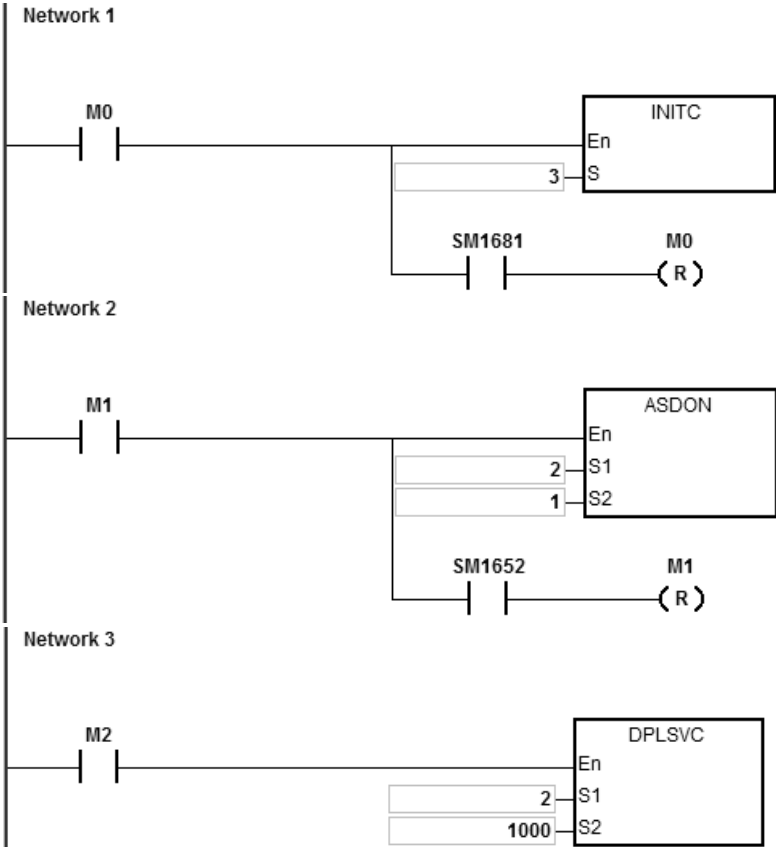 Network 1
M0
INITC
En
3 S
SM1681 M0
R
Network 2
M1
ASDON
En
2 S1
1 S2
SM1652 M1
R
Network 3
M2
DPLSVC
En
2 S1
1000 S2